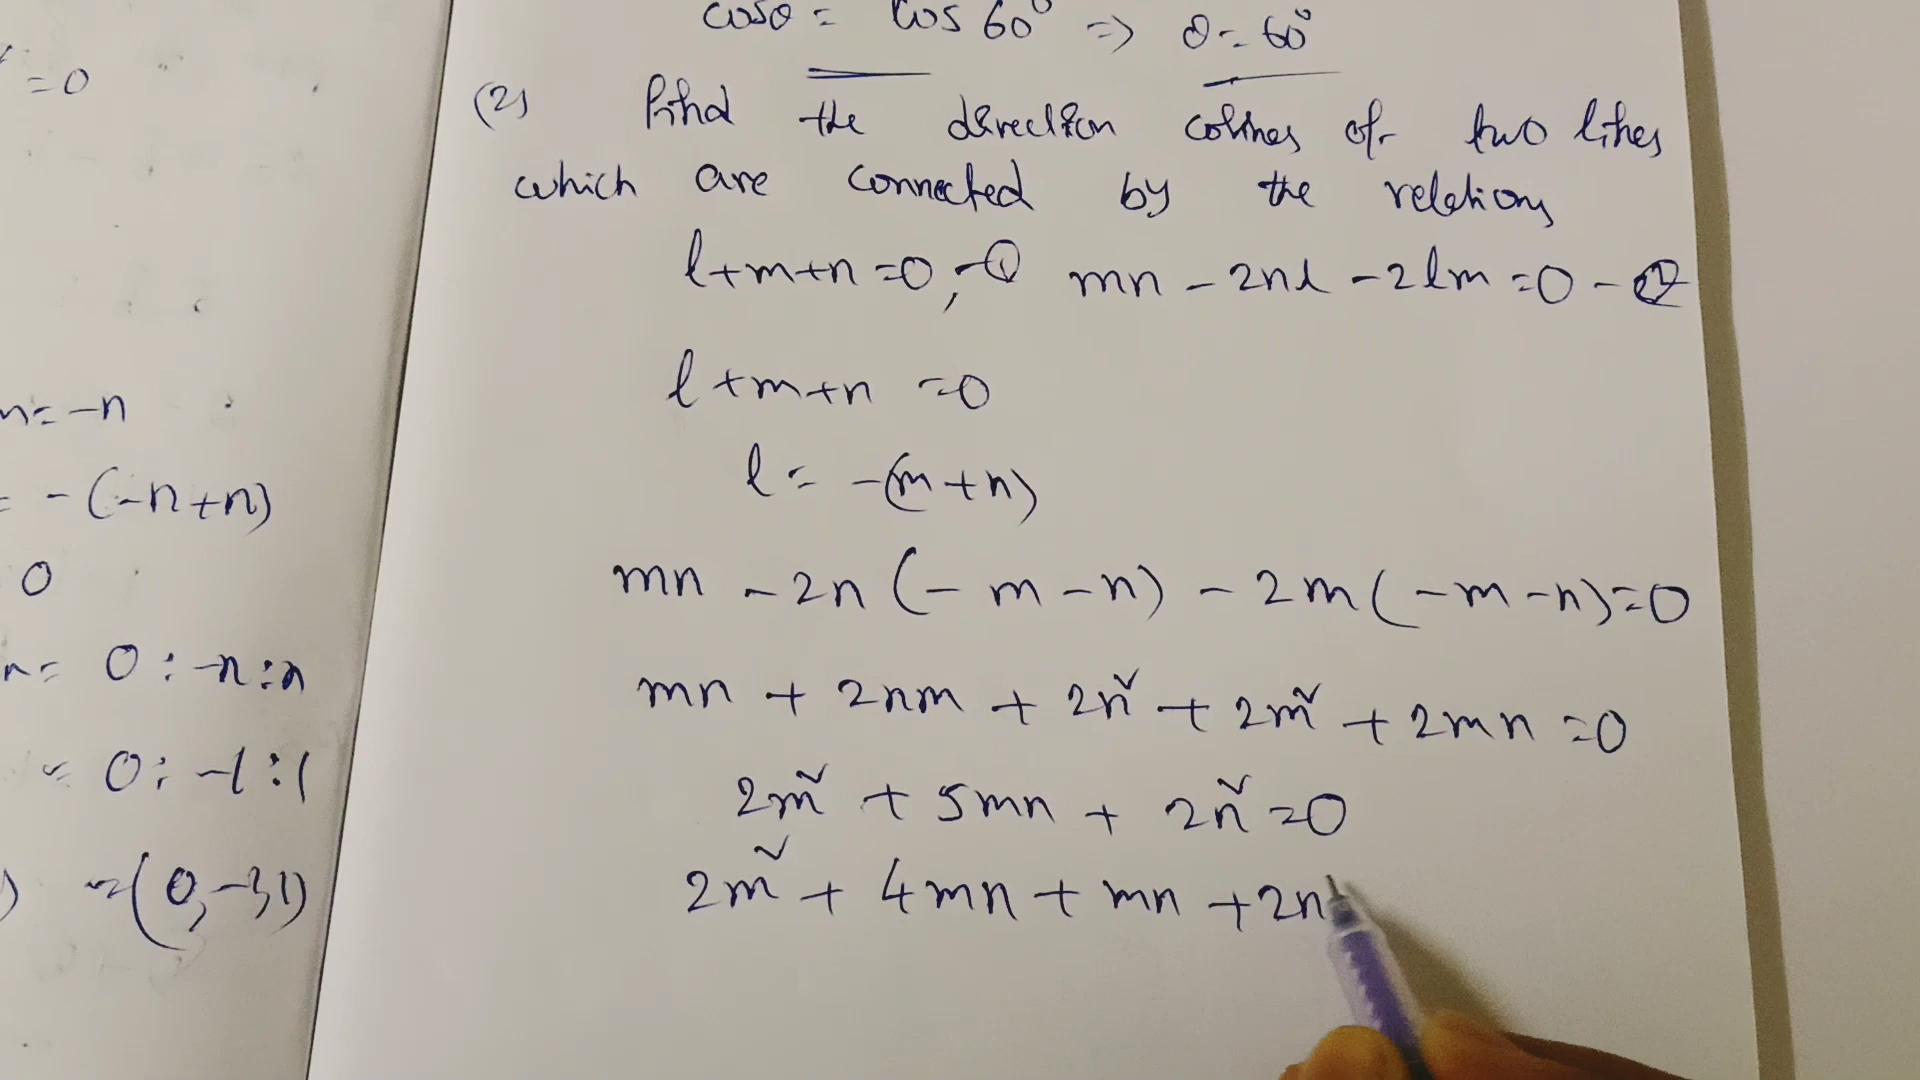 = 0
m = -n
= -(-n+n)
0
n = 0 : -n : n
= 0 : -1 : 1
= (0, -1, 1)
cosθ = cos 60° => θ = 60°
(2) Find the direction cosines of two lines
which are connected by the relations
l+m+n=0, -① mn - 2nl - 2lm = 0 - ②
l+m+n = 0
l = -(m+n)
mn - 2n(-m-n) - 2m(-m-n)=0
mn + 2nm + 2n² + 2m² + 2mn = 0
2m² + 5mn + 2n² = 0
2m² + 4mn + mn + 2n